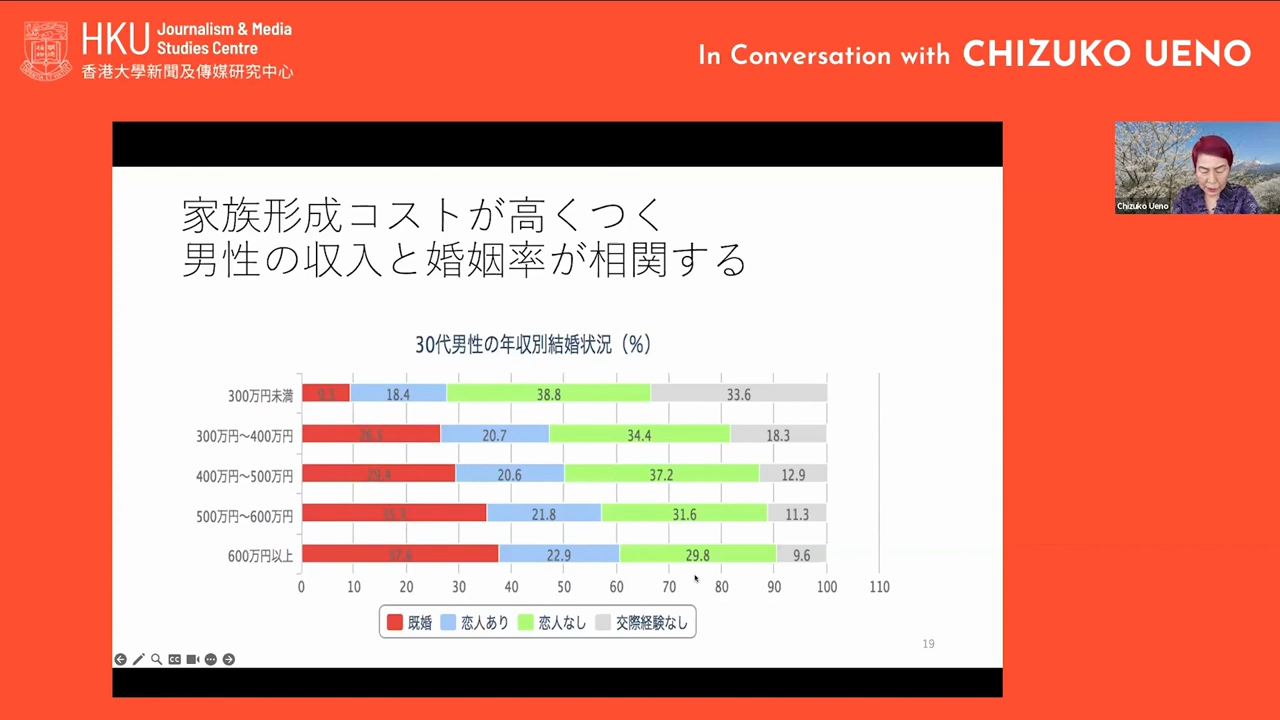 HKU Journalism & Media
Studies Centre
香港大學新聞及傳媒研究中心
In Conversation with CHIZUKO UENO
Chizuko Ueno
家族形成コストが高くつく
男性の収入と婚姻率が相関する
30代男性の年収別結婚状況（%）
300万円未満 18.4 38.8 33.6
300万円～400万円 20.7 34.4 18.3
400万円～500万円 20.6 37.2 12.9
500万円～600万円 21.8 31.6 11.3
600万円以上 22.9 29.8 9.6
0 10 20 30 40 50 60 70 80 90 100 110
既婚 恋人あり 恋人なし 交際経験なし
19